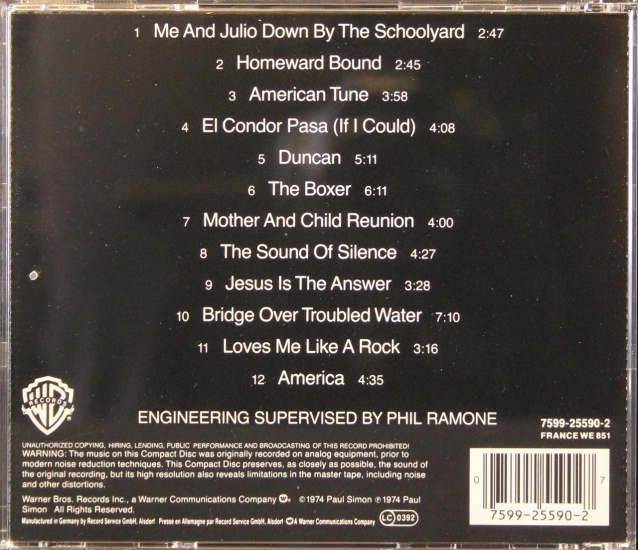 1 Me And Julio Down By The Schoolyard 2:47
2 Homeward Bound 2:45
3 American Tune 3:58
4 El Condor Pasa (If I Could) 4:08
5 Duncan 5:11
6 The Boxer 6:11
7 Mother And Child Reunion 4:00
8 The Sound Of Silence 4:27
9 Jesus Is The Answer 3:28
10 Bridge Over Troubled Water 7:10
11 Loves Me Like A Rock 3:16
12 America 4:35
RECORDS
ENGINEERING SUPERVISED BY PHIL RAMONE
7599-25590-2
FRANCE WE 851
UNAUTHORIZED COPYING, HIRING, LENDING, PUBLIC PERFORMANCE AND BROADCASTING OF THIS RECORD PROHIBITED!
WARNING: The music on this Compact Disc was originally recorded on analog equipment, prior to
modern noise reduction techniques. This Compact Disc preserves, as closely as possible, the sound of
the original recording, but its high resolution also reveals limitations in the master tape, including noise
and other distortions.
Warner Bros. Records Inc., a Warner Communications Company ©1974 Paul Simon ℗1974 Paul
Simon All Rights Reserved.
Manufactured in Germany by Record Service GmbH, Alsdorf Pressé en Allemagne par Record Service GmbH, Alsdorf A Warner Communications Company LC 0392
0 7
7599-25590-2